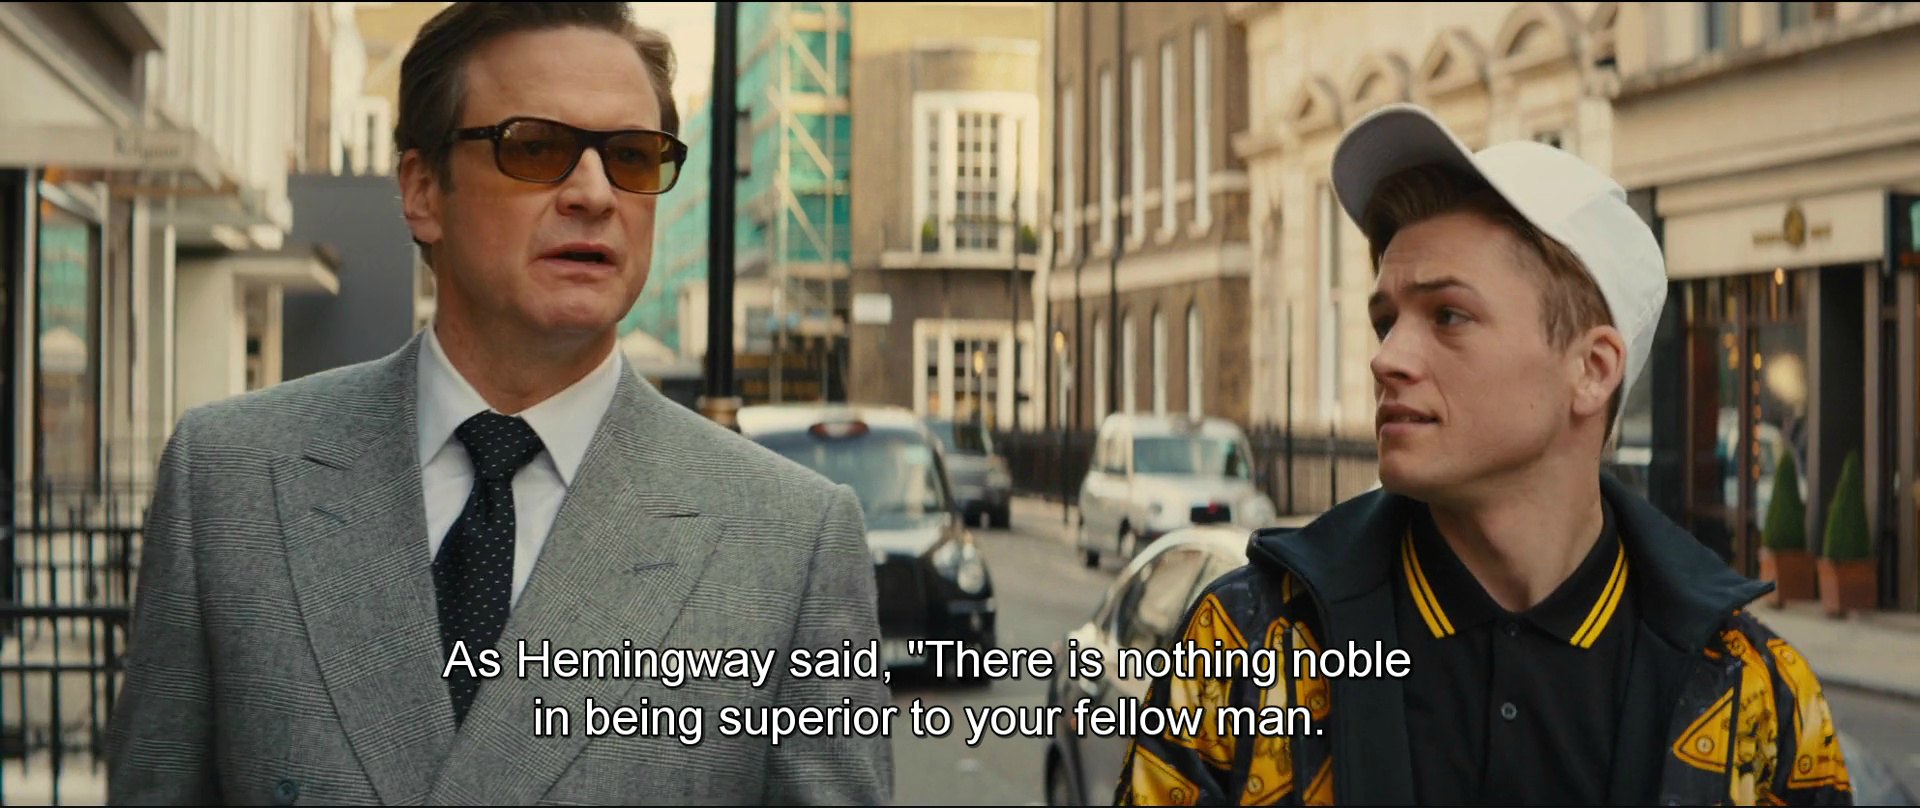 As Hemingway said, "There is nothing noble
in being superior to your fellow man.